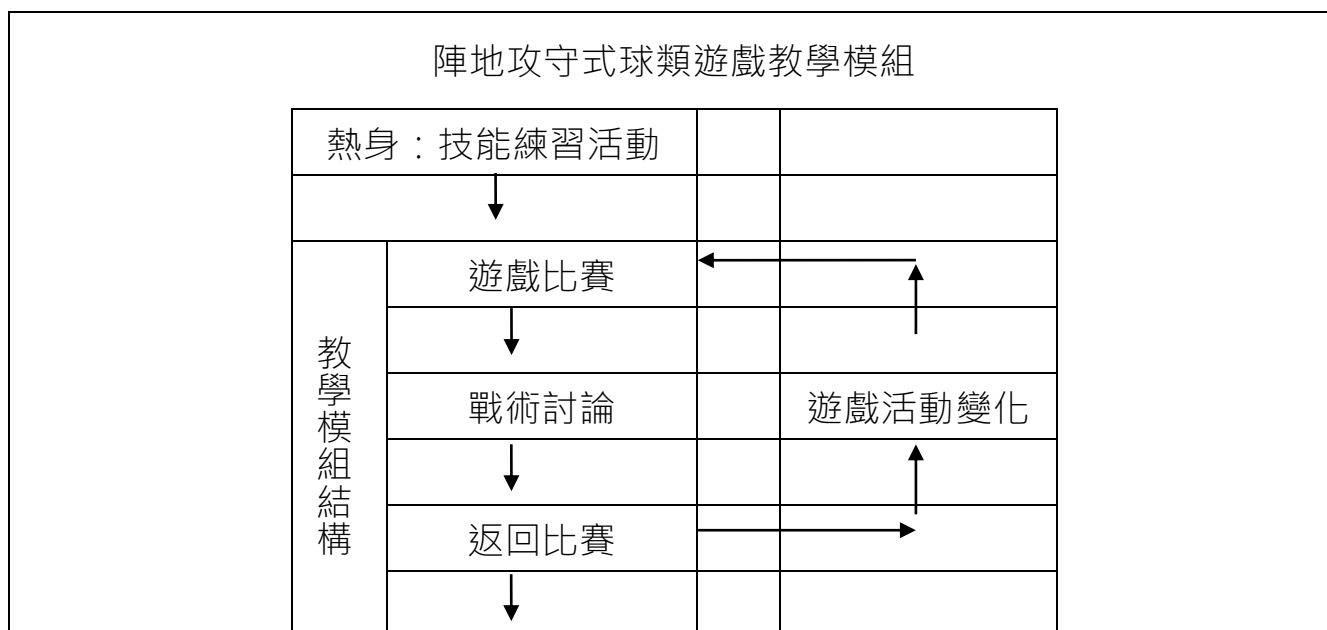 陣地攻守式球類遊戲教學模組
熱身：技能練習活動
教學模組結構
遊戲比賽
戰術討論
遊戲活動變化
返回比賽